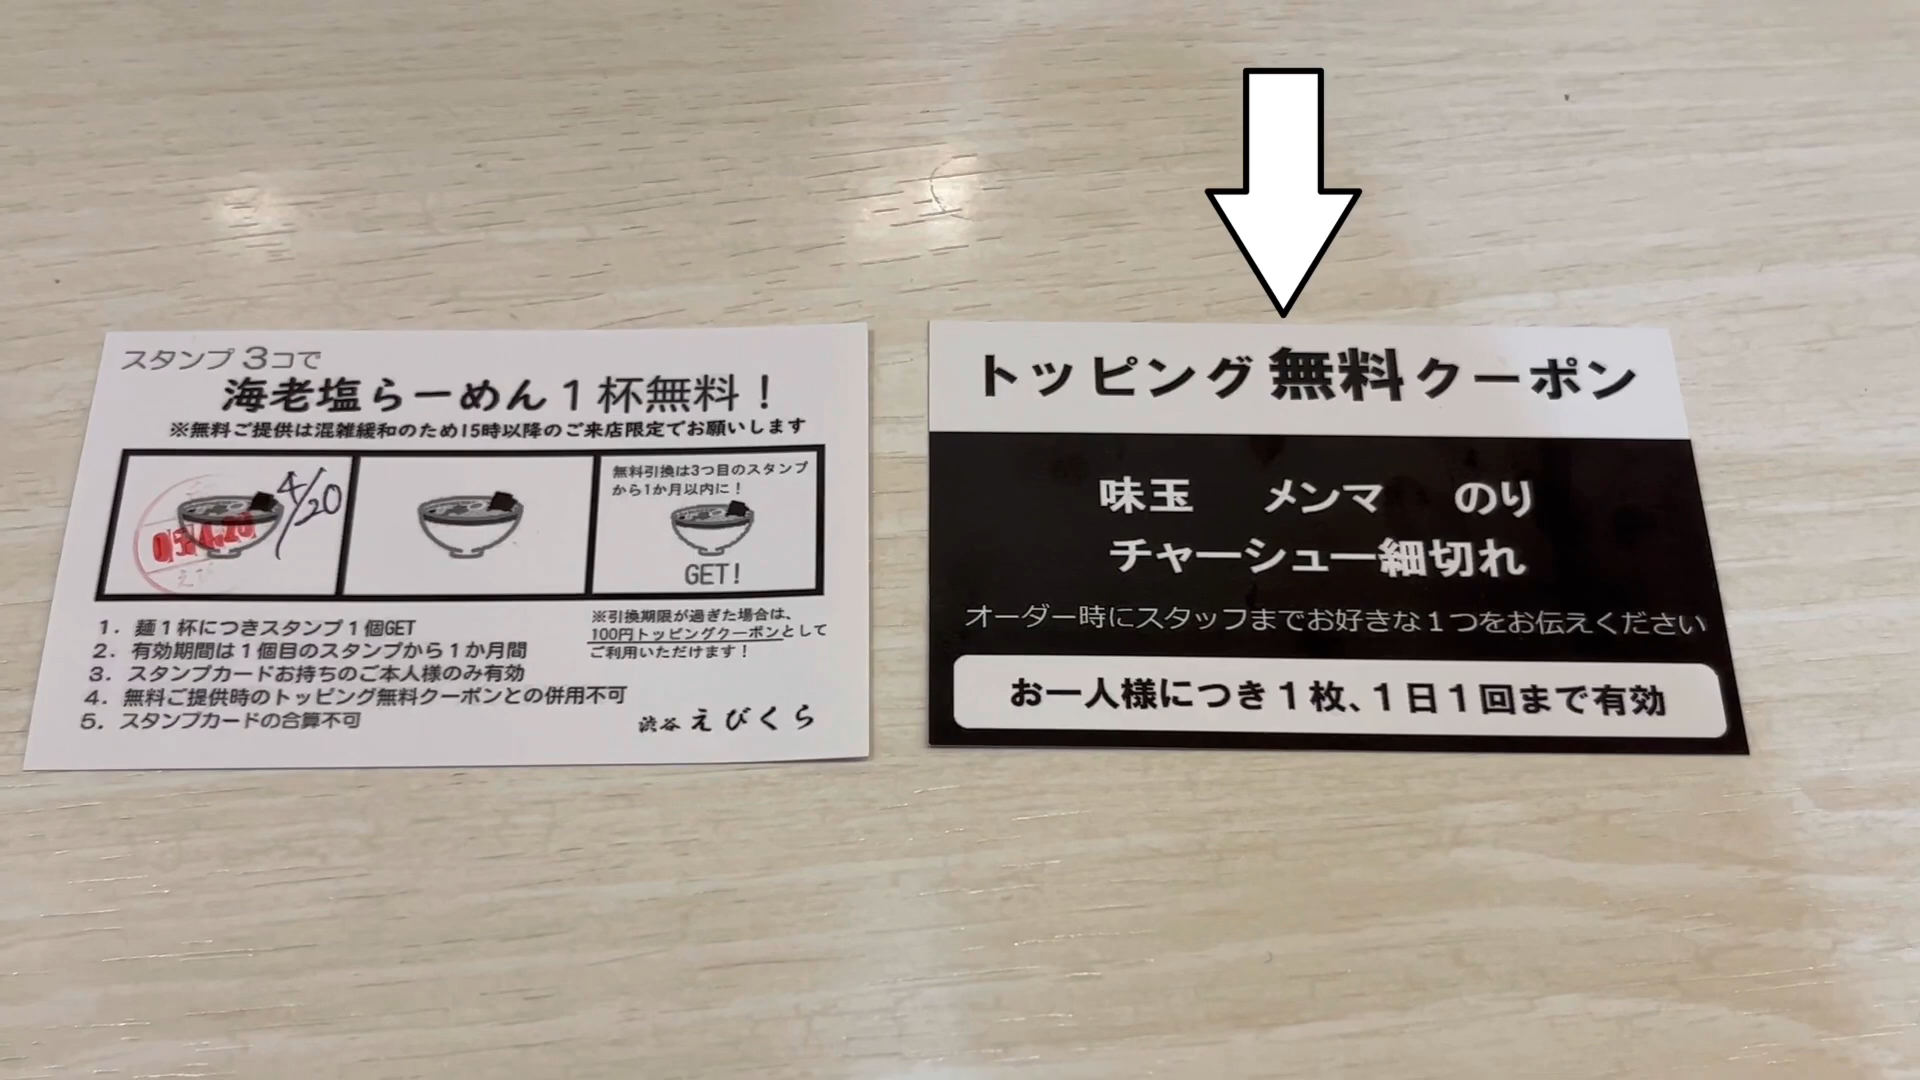 スタンプ 3コで
海老塩らーめん1杯無料！
※無料ご提供は混雑緩和のため15時以降のご来店限定でお願いします
4/20
無料引換は3つ目のスタンプ
から1か月以内に！
GET!
1. 麺1杯につきスタンプ1個GET
2. 有効期間は1個目のスタンプから1か月間
3. スタンプカードお持ちのご本人様のみ有効
4. 無料ご提供時のトッピング無料クーポンとの併用不可
5. スタンプカードの合算不可
※引換期限が過ぎた場合は、
100円トッピングクーポンとして
ご利用いただけます！
渋谷 えびくら
トッピング無料クーポン
味玉 メンマ のり
チャーシュー細切れ
オーダー時にスタッフまでお好きな1つをお伝えください
お一人様につき1枚、1日1回まで有効